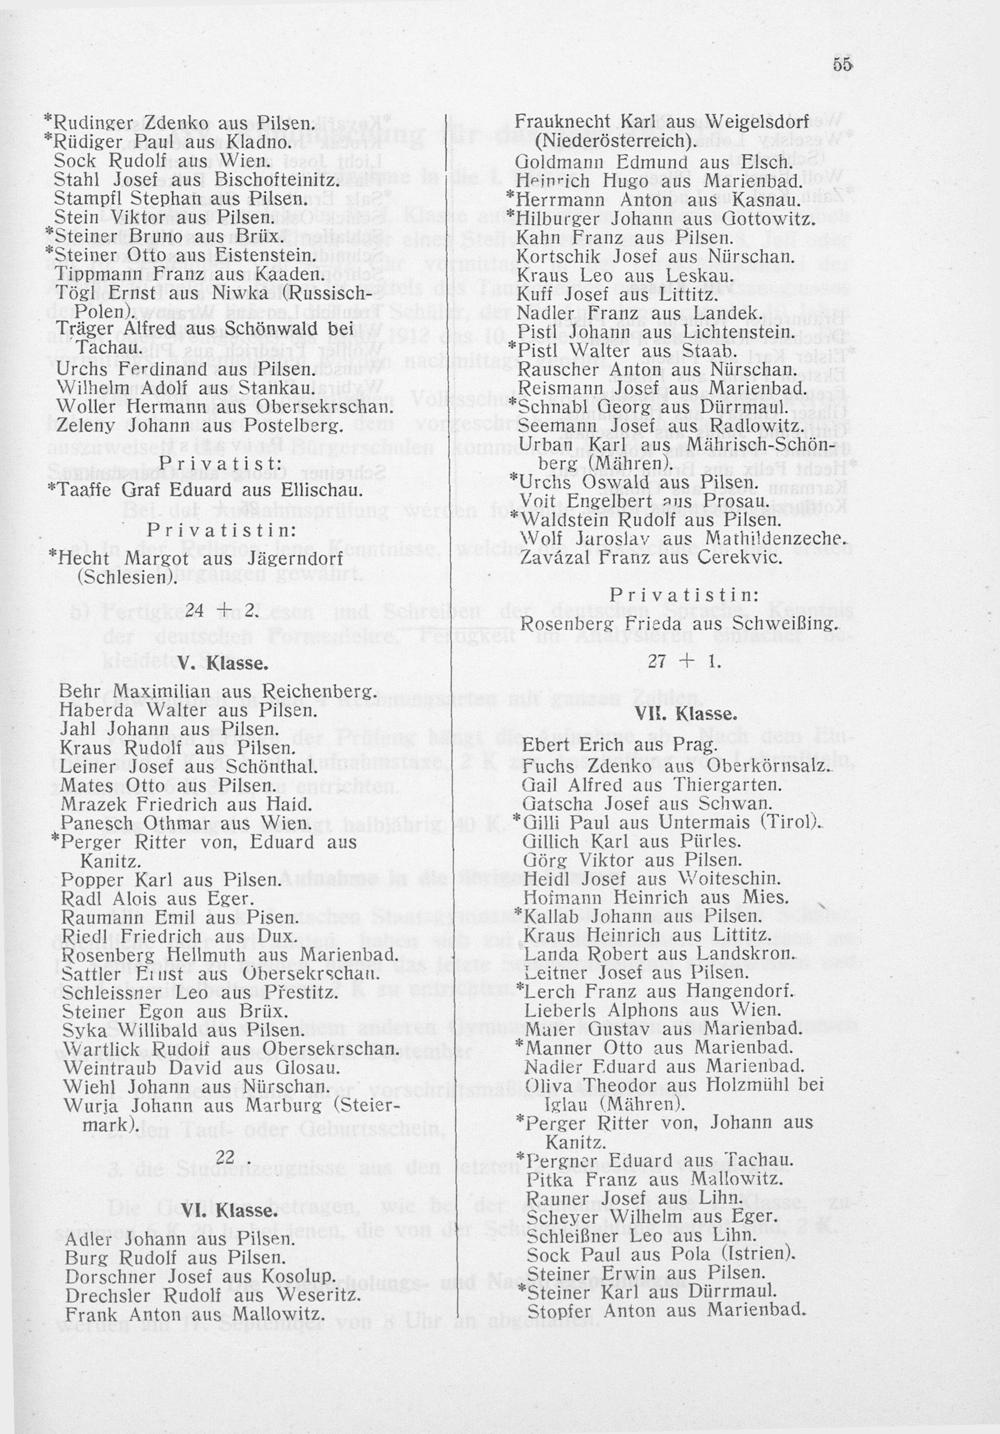 55
*Rudinger Zdenko aus Pilsen.
*Rüdiger Paul aus Kladno.
Sock Rudolf aus Wien.
Stahl Josef aus Bischofteinitz.
Stampfl Stephan aus Pilsen.
Stein Viktor aus Pilsen.
*Steiner Bruno aus Brüx.
*Steiner Otto aus Eistenstein.
Tippmann Franz aus Kaaden.
Tögl Ernst aus Niwka (Russisch-
Polen).
Träger Alfred aus Schönwald bei
Tachau.
Urchs Ferdinand aus Pilsen.
Wilhelm Adolf aus Stankau.
Woller Hermann aus Obersekrschan.
Zeleny Johann aus Postelberg.
Privatist:
*Taaffe Graf Eduard aus Ellischau.
Privatistin:
*Hecht Margot aus Jägerndorf
(Schlesien).
24 + 2.
V. Klasse.
Behr Maximilian aus Reichenberg.
Haberda Walter aus Pilsen.
Jahl Johann aus Pilsen.
Kraus Rudolf aus Pilsen.
Leiner Josef aus Schönthal.
Mates Otto aus Pilsen.
Mrazek Friedrich aus Haid.
Panesch Othmar aus Wien.
*Perger Ritter von, Eduard aus
Kanitz.
Popper Karl aus Pilsen.
Radl Alois aus Eger.
Raumann Emil aus Pisen.
Riedl Friedrich aus Dux.
Rosenberg Hellmuth aus Marienbad.
Sattler Ernst aus Obersekrschan.
Schleissner Leo aus Přestitz.
Steiner Egon aus Brüx.
Syka Willibald aus Pilsen.
Wartlick Rudolf aus Obersekrschan.
Weintraub David aus Glosau.
Wiehl Johann aus Nürschan.
Wurja Johann aus Marburg (Steier-
mark).
22 .
VI. Klasse.
Adler Johann aus Pilsen.
Burg Rudolf aus Pilsen.
Dorschner Josef aus Kosolup.
Drechsler Rudolf aus Weseritz.
Frank Anton aus Mallowitz.
Frauknecht Karl aus Weigelsdorf
(Niederösterreich).
Goldmann Edmund aus Elsch.
Heinrich Hugo aus Marienbad.
*Herrmann Anton aus Kasnau.
*Hilburger Johann aus Gottowitz.
Kahn Franz aus Pilsen.
Kortschik Josef aus Nürschan.
Kraus Leo aus Leskau.
Kuff Josef aus Littitz.
Nadler Franz aus Landek.
Pistl Johann aus Lichtenstein.
*Pistl Walter aus Staab.
Rauscher Anton aus Nürschan.
Reismann Josef aus Marienbad.
*Schnabl Georg aus Dürrmaul.
Seemann Josef aus Radlowitz.
Urban Karl aus Mährisch-Schön-
berg (Mähren).
*Urchs Oswald aus Pilsen.
Voit Engelbert aus Prosau.
*Waldstein Rudolf aus Pilsen.
Wolf Jaroslav aus Mathildenzeche.
Zavázal Franz aus Cerekvic.
Privatistin:
Rosenberg Frieda aus Schweißing.
27 + 1.
VII. Klasse.
Ebert Erich aus Prag.
Fuchs Zdenko aus Oberkörnsalz.
Gail Alfred aus Thiergarten.
Gatscha Josef aus Schwan.
*Gilli Paul aus Untermais (Tirol).
Gillich Karl aus Pürles.
Görg Viktor aus Pilsen.
Heidl Josef aus Woiteschin.
Hofmann Heinrich aus Mies.
*Kallab Johann aus Pilsen.
Kraus Heinrich aus Littitz.
Landa Robert aus Landskron.
Leitner Josef aus Pilsen.
*Lerch Franz aus Hangendorf.
Lieberls Alphons aus Wien.
Maier Gustav aus Marienbad.
*Manner Otto aus Marienbad.
Nadler Eduard aus Marienbad.
Oliva Theodor aus Holzmühl bei
Iglau (Mähren).
*Perger Ritter von, Johann aus
Kanitz.
*Pergner Eduard aus Tachau.
Pitka Franz aus Mallowitz.
Rauner Josef aus Lihn.
Scheyer Wilhelm aus Eger.
Schleißner Leo aus Lihn.
Sock Paul aus Pola (Istrien).
Steiner Erwin aus Pilsen.
*Steiner Karl aus Dürrmaul.
Stopfer Anton aus Marienbad.